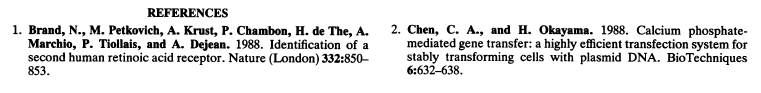 REFERENCES
1. Brand, N., M. Petkovich, A. Krust, P. Chambon, H. de The, A.
Marchio, P. Tiollais, and A. Dejean. 1988. Identification of a
second human retinoic acid receptor. Nature (London) 332:850–
853.
2. Chen, C. A., and H. Okayama. 1988. Calcium phosphate-
mediated gene transfer: a highly efficient transfection system for
stably transforming cells with plasmid DNA. BioTechniques
6:632–638.